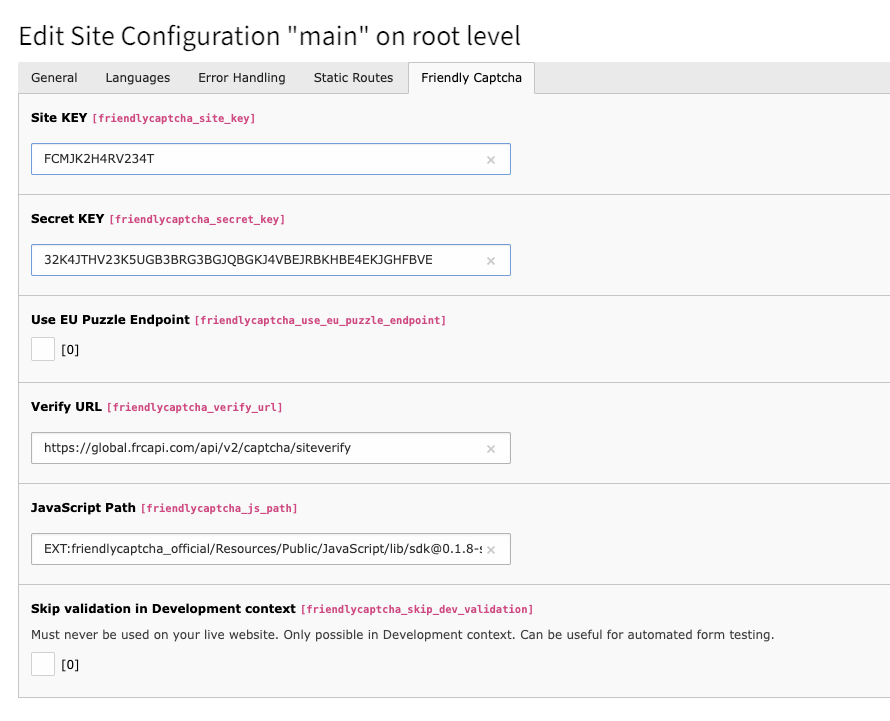 Edit Site Configuration "main" on root level
General Languages Error Handling Static Routes Friendly Captcha
Site KEY [friendlycaptcha_site_key]
FCMJK2H4RV234T ×
Secret KEY [friendlycaptcha_secret_key]
32K4JTHV23K5UGB3BRG3BGJQBGKJ4VBEJRBKHBE4EKJGHFBVE ×
Use EU Puzzle Endpoint [friendlycaptcha_use_eu_puzzle_endpoint]
[0]
Verify URL [friendlycaptcha_verify_url]
https://global.frcapi.com/api/v2/captcha/siteverify ×
JavaScript Path [friendlycaptcha_js_path]
EXT:friendlycaptcha_official/Resources/Public/JavaScript/lib/sdk@0.1.8-s ×
Skip validation in Development context [friendlycaptcha_skip_dev_validation]
Must never be used on your live website. Only possible in Development context. Can be useful for automated form testing.
[0]